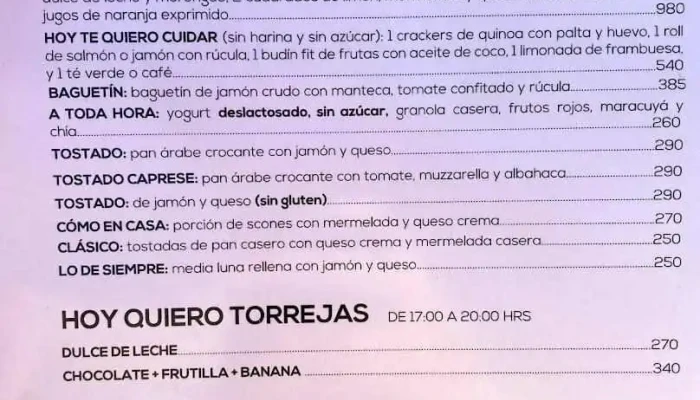 jugos de naranja exprimido 980
HOY TE QUIERO CUIDAR (sin harina y sin azúcar): 1 crackers de quinoa con palta y huevo, 1 roll
de salmón o jamón con rúcula, 1 budín fit de frutas con aceite de coco, 1 limonada de frambuesa,
y 1 té verde o café 540
BAGUETÍN: baguetín de jamón crudo con manteca, tomate confitado y rúcula 385
A TODA HORA: yogurt deslactosado, sin azúcar, granola casera, frutos rojos, maracuyá y
chía 260
TOSTADO: pan árabe crocante con jamón y queso 290
TOSTADO CAPRESE: pan árabe crocante con tomate, muzzarella y albahaca 290
TOSTADO: de jamón y queso (sin gluten) 290
CÓMO EN CASA: porción de scones con mermelada y queso crema 270
CLÁSICO: tostadas de pan casero con queso crema y mermelada casera 250
LO DE SIEMPRE: media luna rellena con jamón y queso 250
HOY QUIERO TORREJAS DE 17:00 A 20:00 HRS
DULCE DE LECHE 270
CHOCOLATE + FRUTILLA + BANANA 340